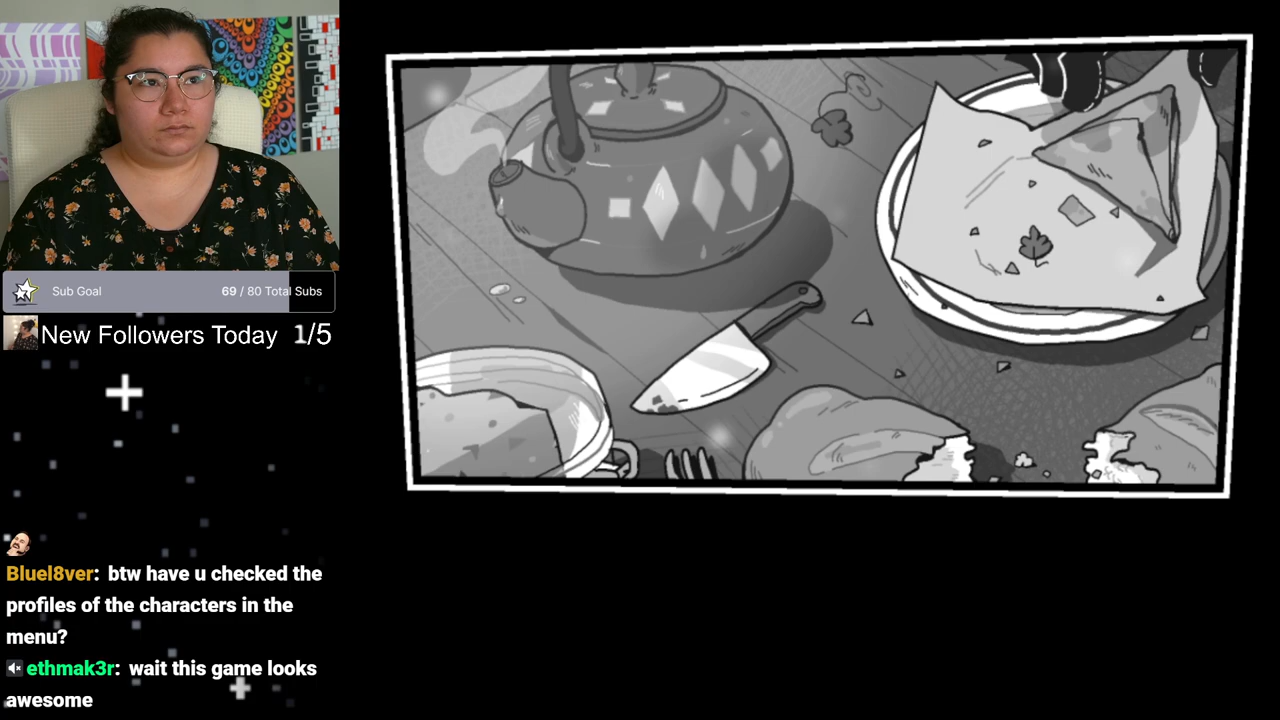 Sub Goal 69 / 80 Total Subs
New Followers Today 1/5
Bluel8ver: btw have u checked the
profiles of the characters in the
menu?
ethmak3r: wait this game looks
awesome